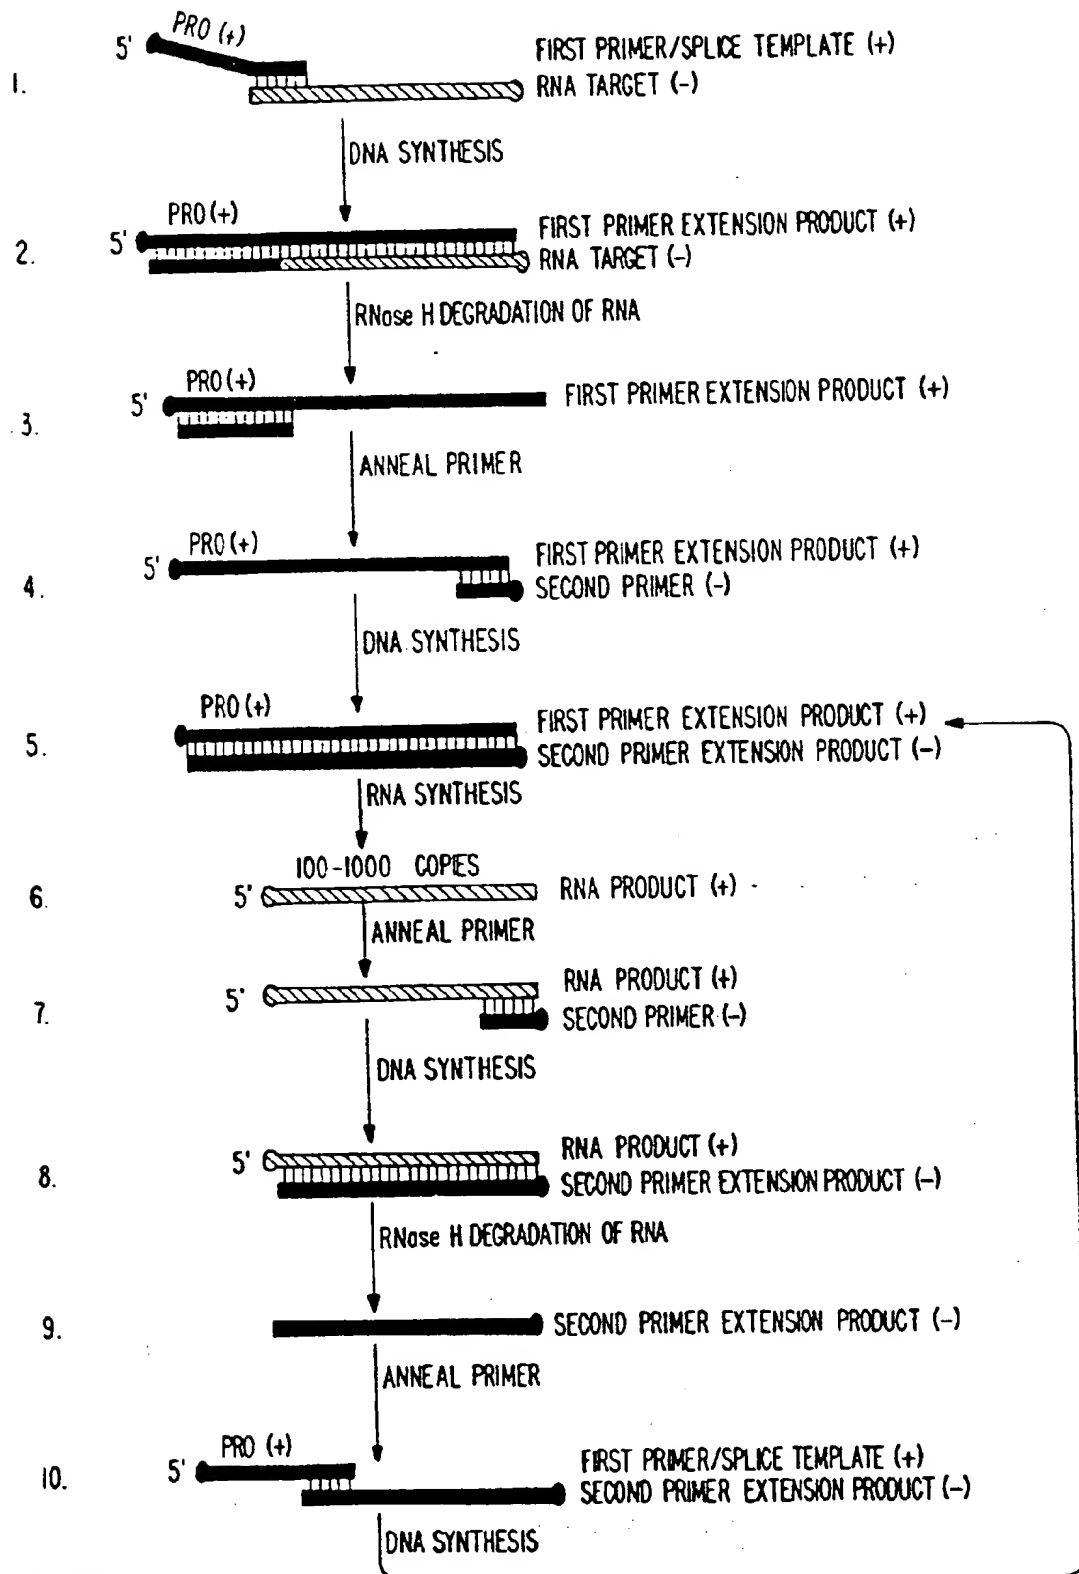 PRO (+)
5'
FIRST PRIMER/SPLICE TEMPLATE (+)
1.
RNA TARGET (-)
DNA SYNTHESIS
PRO (+)
5'
FIRST PRIMER EXTENSION PRODUCT (+)
2.
RNA TARGET (-)
RNase H DEGRADATION OF RNA
PRO (+)
5'
FIRST PRIMER EXTENSION PRODUCT (+)
3.
ANNEAL PRIMER
PRO (+)
5'
FIRST PRIMER EXTENSION PRODUCT (+)
4.
SECOND PRIMER (-)
DNA SYNTHESIS
PRO (+)
FIRST PRIMER EXTENSION PRODUCT (+)
5.
SECOND PRIMER EXTENSION PRODUCT (-)
RNA SYNTHESIS
100-1000 COPIES
6.
5'
RNA PRODUCT (+)
ANNEAL PRIMER
5'
RNA PRODUCT (+)
7.
SECOND PRIMER (-)
DNA SYNTHESIS
5'
RNA PRODUCT (+)
8.
SECOND PRIMER EXTENSION PRODUCT (-)
RNase H DEGRADATION OF RNA
9.
SECOND PRIMER EXTENSION PRODUCT (-)
ANNEAL PRIMER
PRO (+)
5'
FIRST PRIMER/SPLICE TEMPLATE (+)
10.
SECOND PRIMER EXTENSION PRODUCT (-)
DNA SYNTHESIS